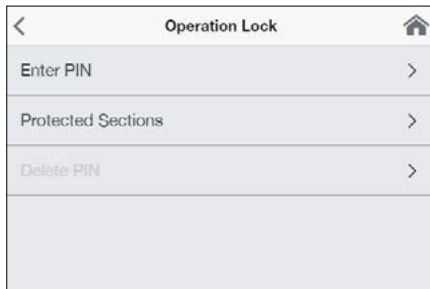 Operation Lock
Enter PIN
Protected Sections
Delete PIN